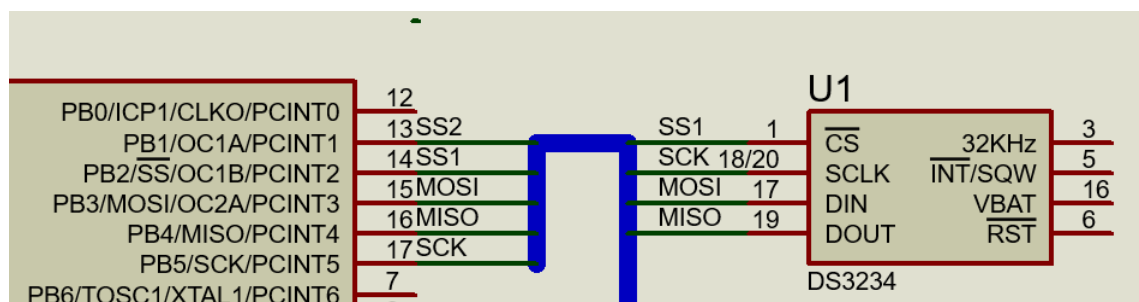 U1
12
PB0/ICP1/CLKO/PCINT0
13 SS2
PB1/OC1A/PCINT1
14 SS1
PB2/SS/OC1B/PCINT2
15 MOSI
PB3/MOSI/OC2A/PCINT3
16 MISO
PB4/MISO/PCINT4
17 SCK
PB5/SCK/PCINT5
7
PB6/TOSC1/XTAL1/PCINT6
SS1 1
CS
SCK 18/20
SCLK
MOSI 17
DIN
MISO 19
DOUT
3
32KHz
5
INT/SQW
16
VBAT
6
RST
DS3234